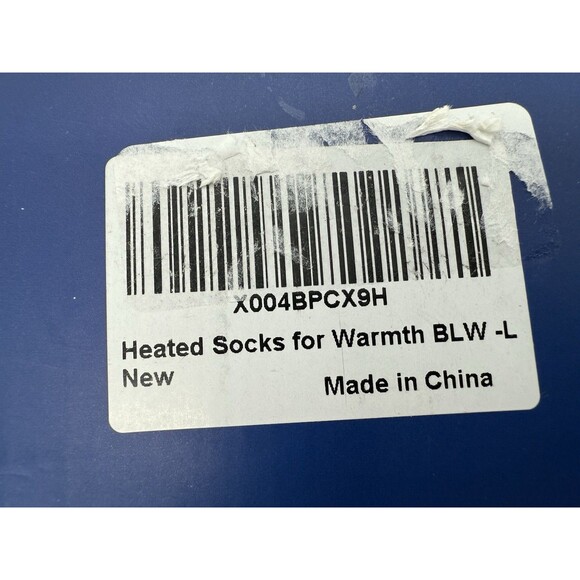 X004BPCX9H
Heated Socks for Warmth BLW -L
New
Made in China